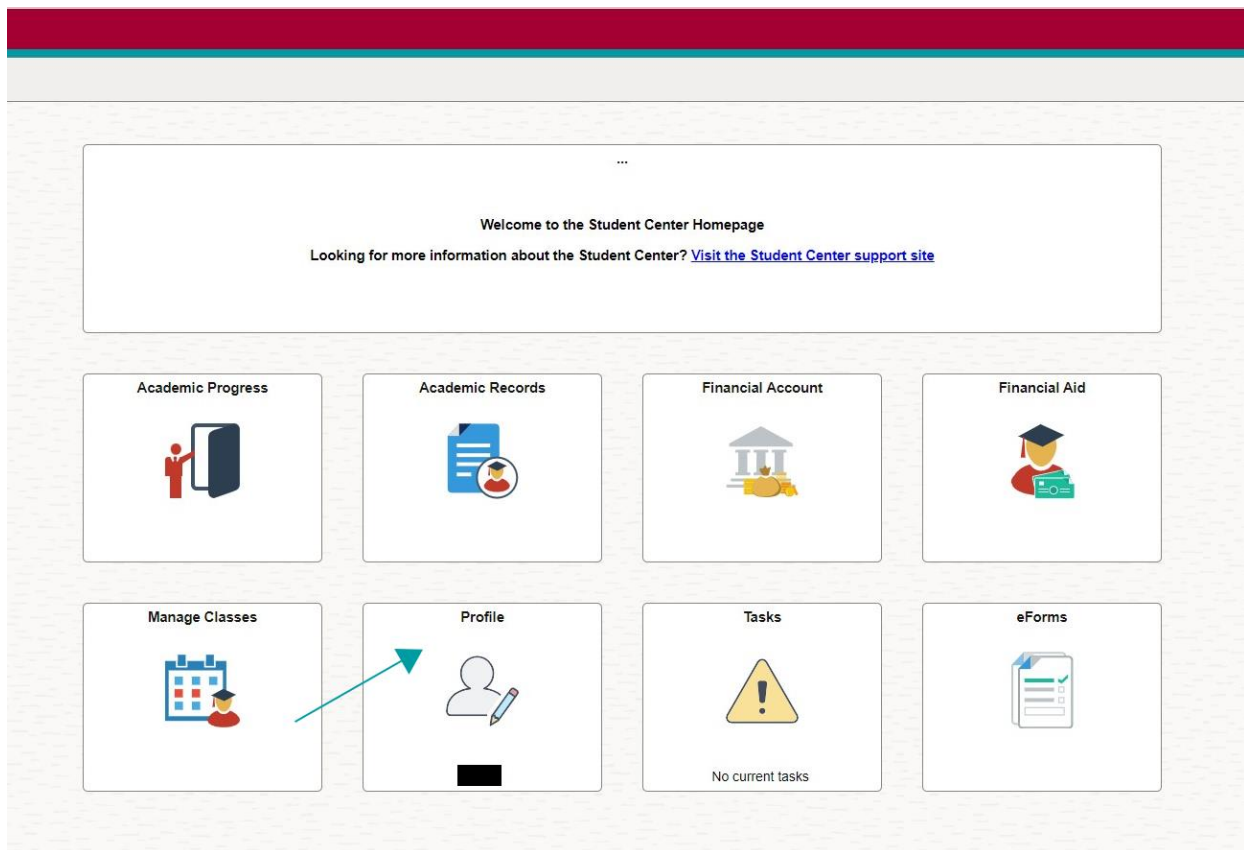 ...
Welcome to the Student Center Homepage
Looking for more information about the Student Center? Visit the Student Center support site
Academic Progress
Academic Records
Financial Account
Financial Aid
Manage Classes
Profile
Tasks
eForms
No current tasks